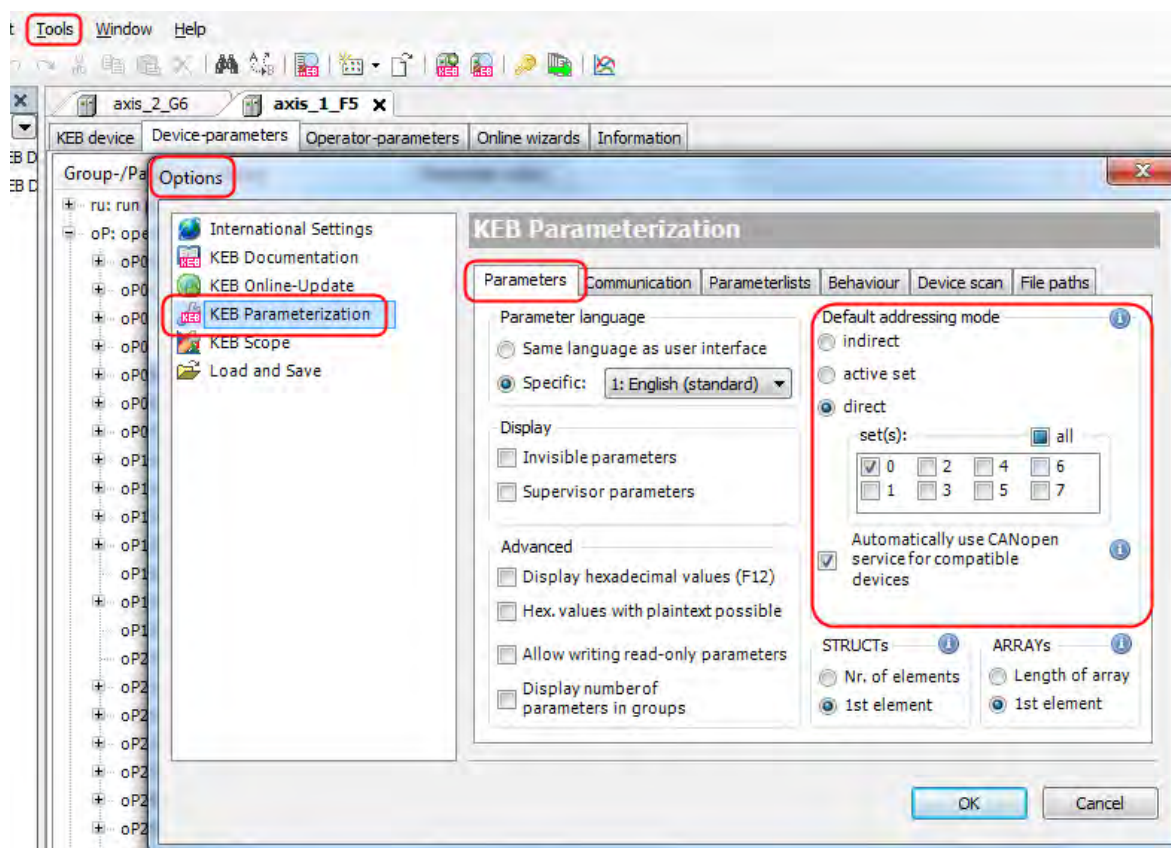 t Tools Window Help
axis_2_G6 axis_1_F5 x
KEB device Device-parameters Operator-parameters Online wizards Information
EB D
EB D
Group-/Pa
Options
ru: run
oP: ope
oP0
oP0
oP0
oP0
oP0
oP0
oP0
oP1
oP1
oP1
oP1
oP1
oP1
oP1
oP2
oP2
oP2
oP2
oP2
oP2
oP2
International Settings
KEB Documentation
KEB Online-Update
KEB Parameterization
KEB Scope
Load and Save
KEB Parameterization
Parameters Communication Parameterlists Behaviour Device scan File paths
Parameter language
Same language as user interface
Specific: 1: English (standard)
Display
Invisible parameters
Supervisor parameters
Advanced
Display hexadecimal values (F12)
Hex. values with plaintext possible
Allow writing read-only parameters
Display number of
parameters in groups
Default addressing mode
indirect
active set
direct
set(s): all
0 2 4 6
1 3 5 7
Automatically use CANopen
service for compatible
devices
STRUCTs
Nr. of elements
1st element
ARRAYs
Length of array
1st element
OK Cancel